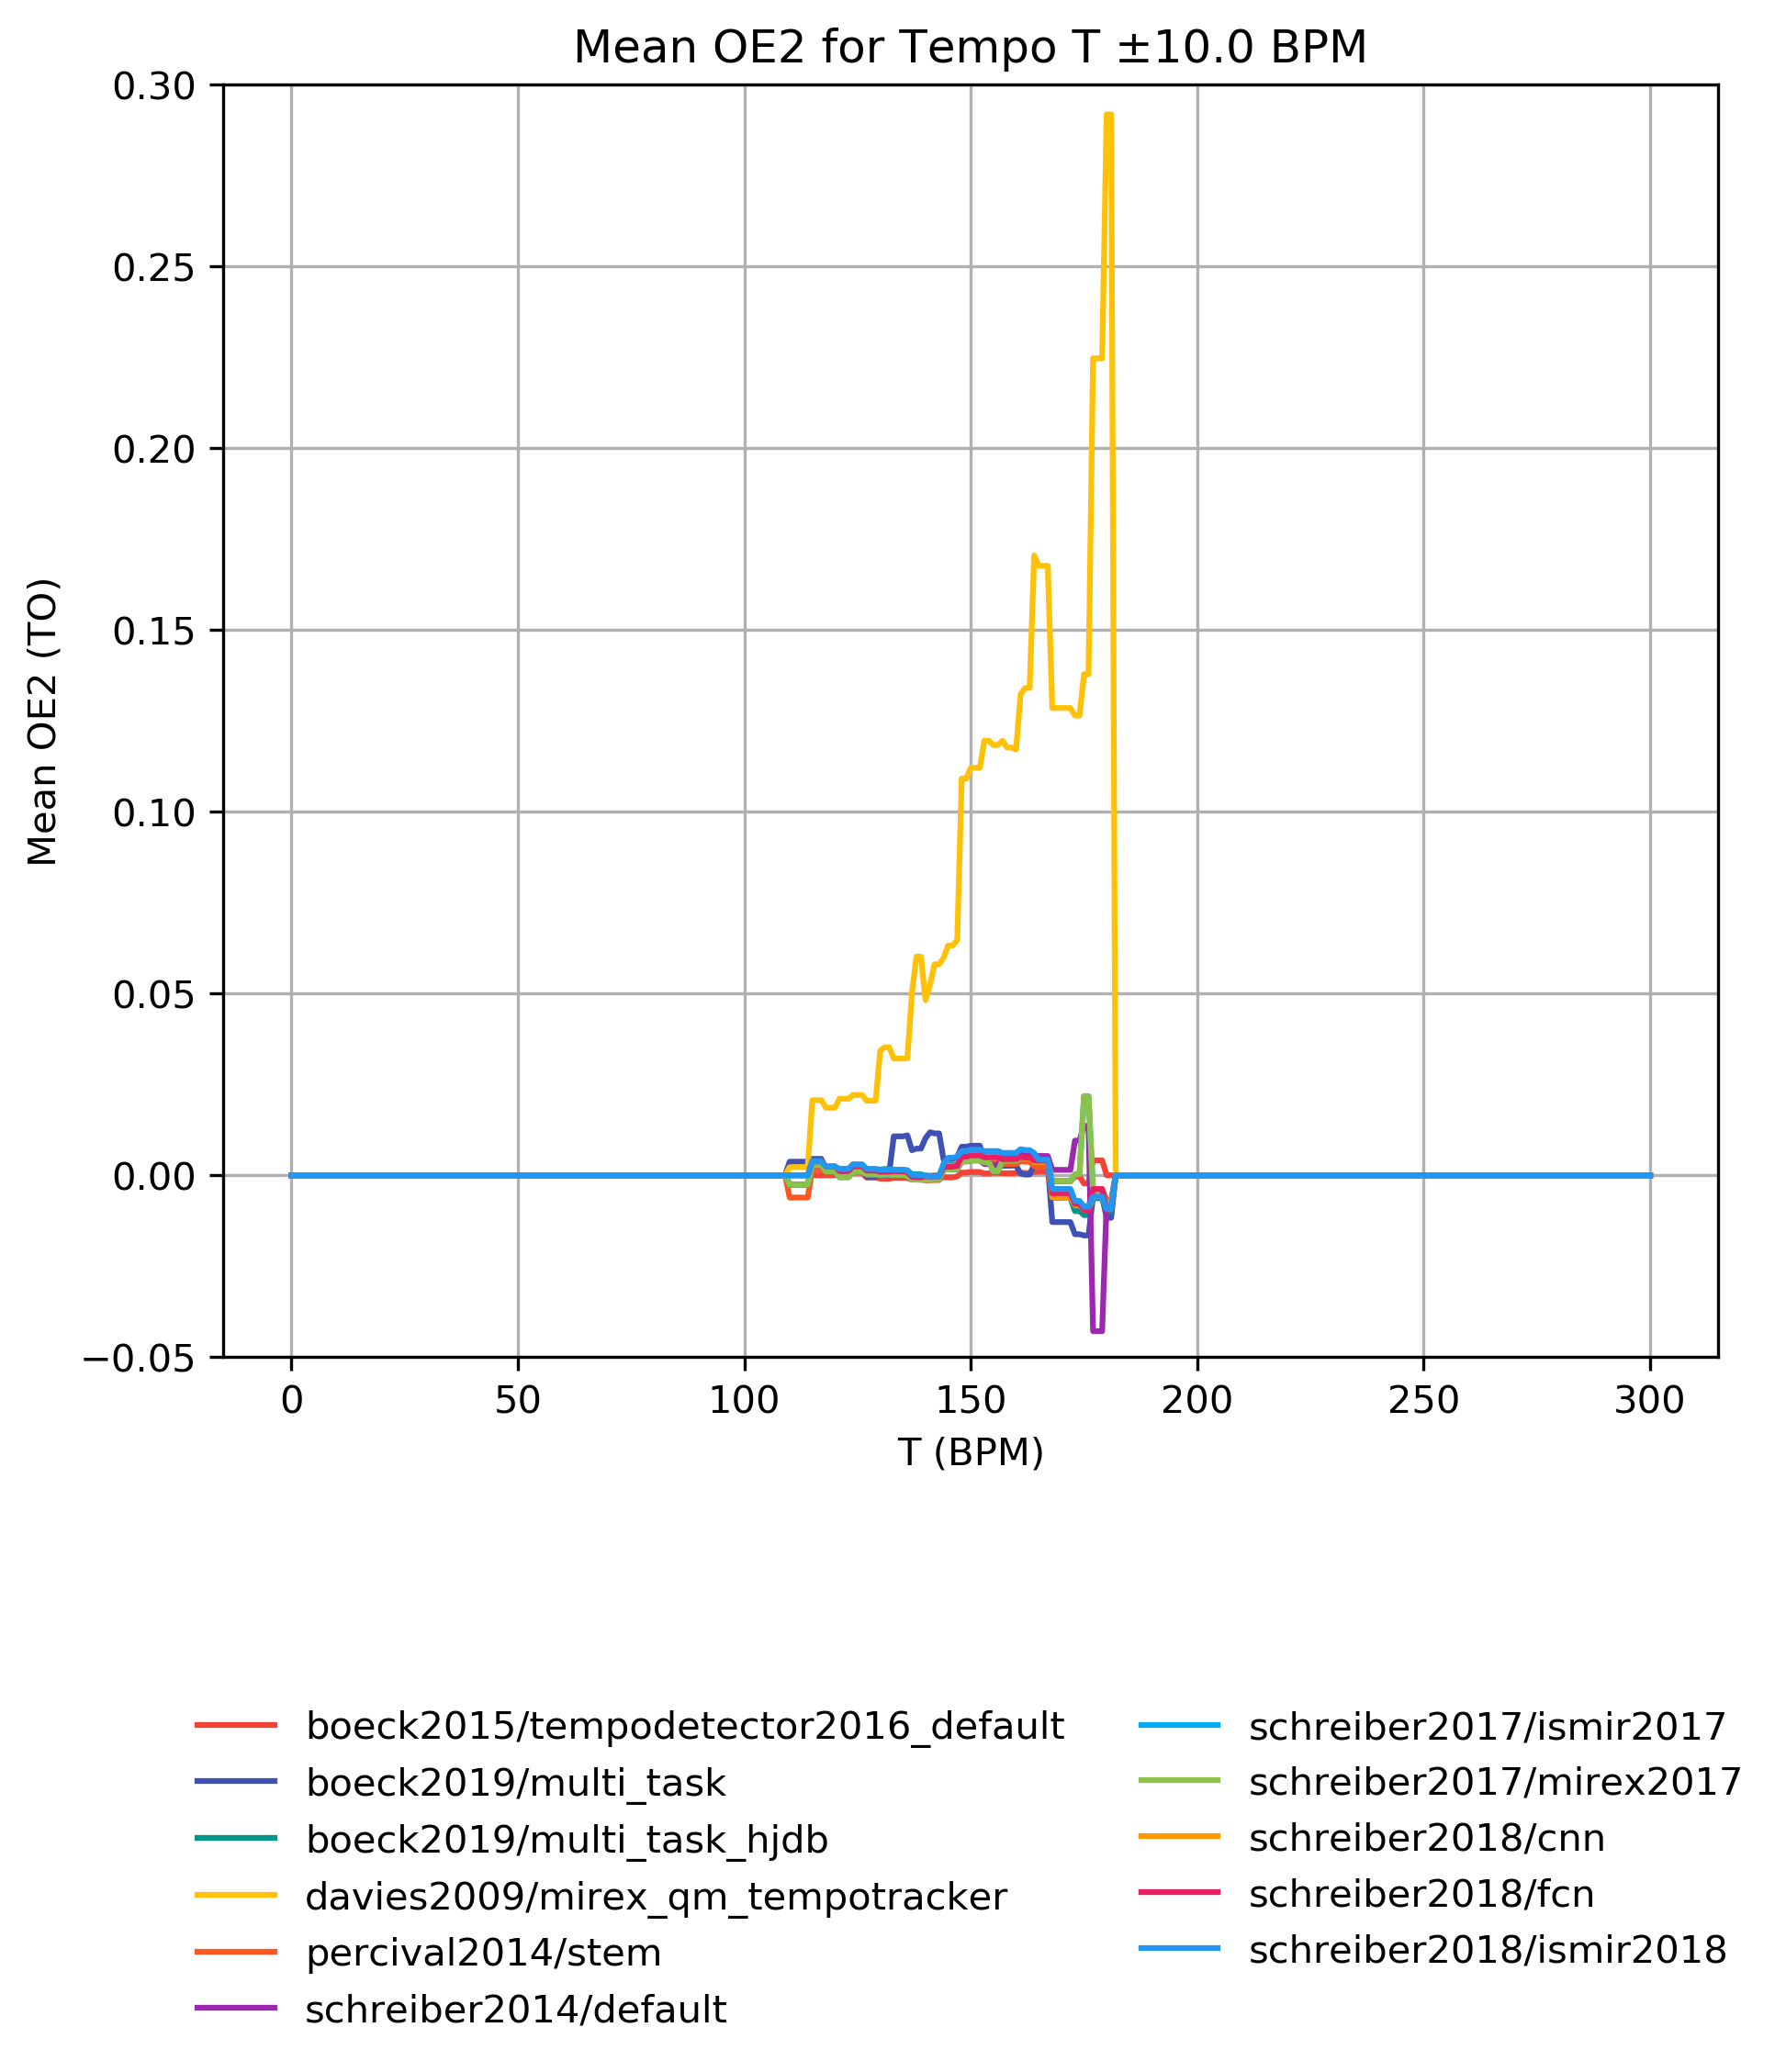 Mean OE2 for Tempo T ±10.0 BPM
0.30
0.25
0.20
0.15
0.10
0.05
0.00
−0.05
Mean OE2 (TO)
0 50 100 150 200 250 300
T (BPM)
boeck2015/tempodetector2016_default
boeck2019/multi_task
boeck2019/multi_task_hjdb
davies2009/mirex_qm_tempotracker
percival2014/stem
schreiber2014/default
schreiber2017/ismir2017
schreiber2017/mirex2017
schreiber2018/cnn
schreiber2018/fcn
schreiber2018/ismir2018